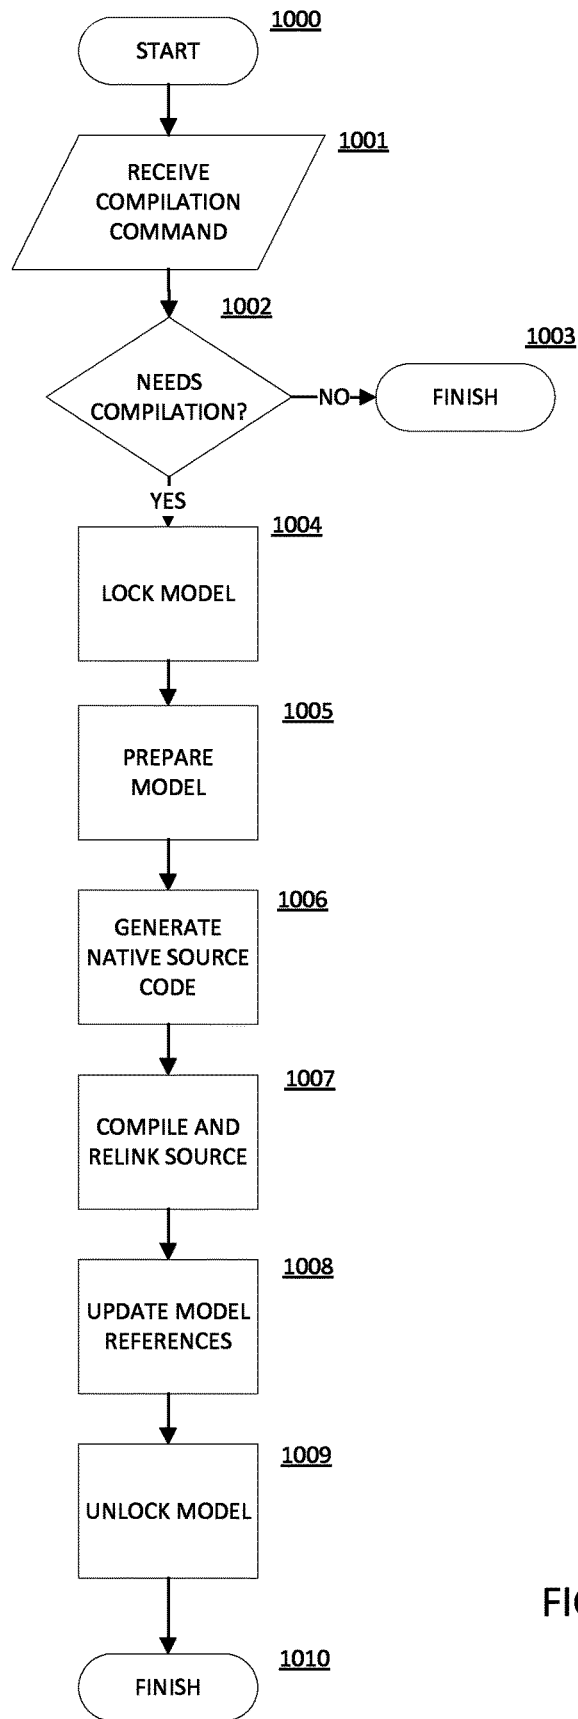 1000
START
1001
RECEIVE
COMPILATION
COMMAND
1002
NEEDS
COMPILATION?
NO
1003
FINISH
YES
1004
LOCK MODEL
1005
PREPARE
MODEL
1006
GENERATE
NATIVE SOURCE
CODE
1007
COMPILE AND
RELINK SOURCE
1008
UPDATE MODEL
REFERENCES
1009
UNLOCK MODEL
1010
FINISH